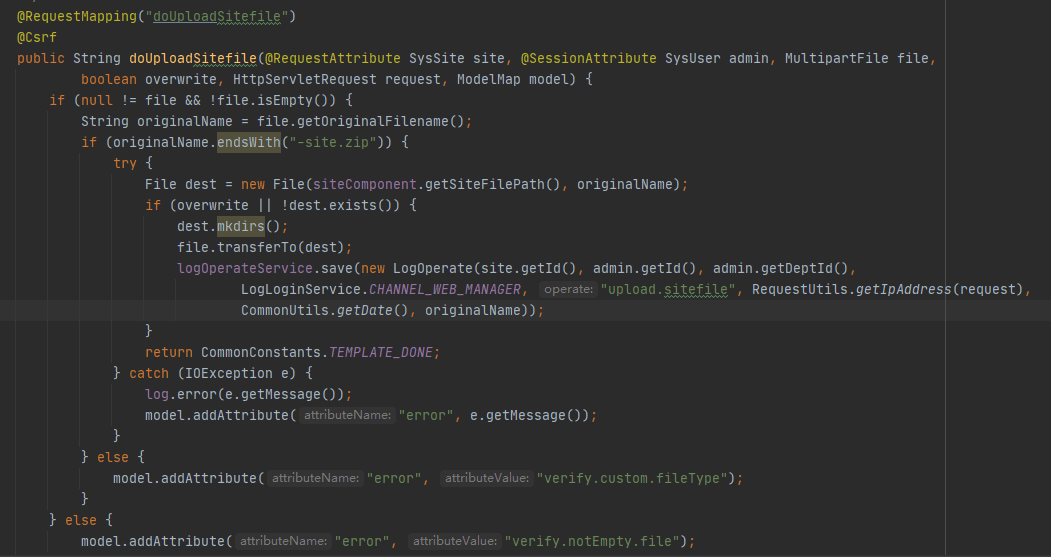 @RequestMapping("doUploadSitefile")
@Csrf
public String doUploadSitefile(@RequestAttribute SysSite site, @SessionAttribute SysUser admin, MultipartFile file,
boolean overwrite, HttpServletRequest request, ModelMap model) {
if (null != file && !file.isEmpty()) {
String originalName = file.getOriginalFilename();
if (originalName.endsWith("-site.zip")) {
try {
File dest = new File(siteComponent.getSiteFilePath(), originalName);
if (overwrite || !dest.exists()) {
dest.mkdirs();
file.transferTo(dest);
logOperateService.save(new LogOperate(site.getId(), admin.getId(), admin.getDeptId(),
LogLoginService.CHANNEL_WEB_MANAGER, operate: "upload.sitefile", RequestUtils.getIpAddress(request),
CommonUtils.getDate(), originalName));
}
return CommonConstants.TEMPLATE_DONE;
} catch (IOException e) {
log.error(e.getMessage());
model.addAttribute( attributeName: "error", e.getMessage());
}
} else {
model.addAttribute( attributeName: "error", attributeValue: "verify.custom.fileType");
}
} else {
model.addAttribute( attributeName: "error", attributeValue: "verify.notEmpty.file");